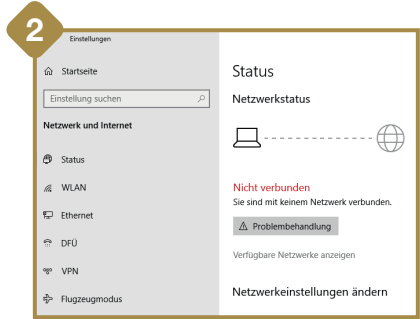 2
Einstellungen
Startseite
Einstellung suchen
Netzwerk und Internet
Status
WLAN
Ethernet
DFÜ
VPN
Flugzeugmodus
Status
Netzwerkstatus
Nicht verbunden
Sie sind mit keinem Netzwerk verbunden.
Problembehandlung
Verfügbare Netzwerke anzeigen
Netzwerkeinstellungen ändern